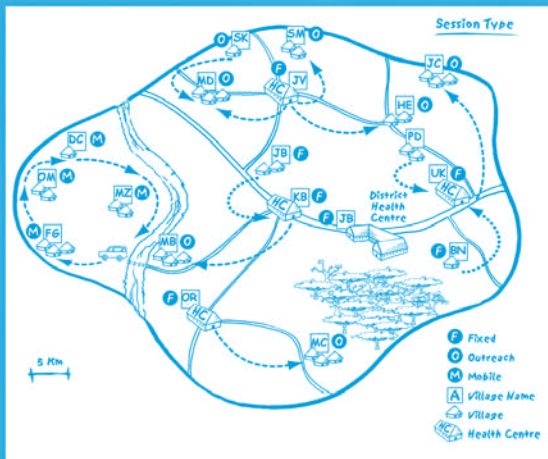 Session Type
SK O
SM O
JC O
MD O
F
HC JV
HE O
PD
DC M
JB F
UK F
HC
OM M
MZ M
KB F
HC
District
Health
Centre
F JB
M FG
MB O
F BN
F OR
HC
MC O
5 Km
F Fixed
O Outreach
M Mobile
A Village Name
Village
HC Health Centre